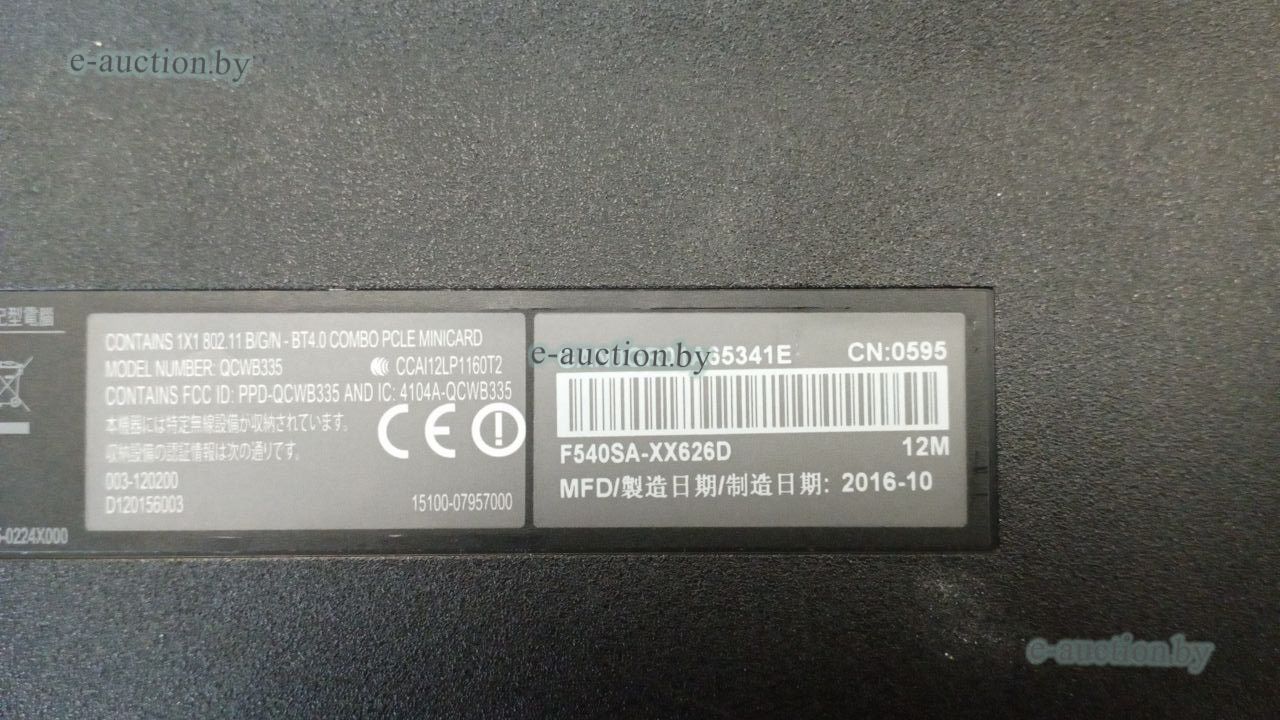 e-auction.by
记型電腦
CONTAINS 1X1 802.11 B/G/N - BT4.0 COMBO PCLE MINICARD
MODEL NUMBER: QCWB335
CCAI12LP1160T2
CONTAINS FCC ID: PPD-QCWB335 AND IC: 4104A-QCWB335
本機器には特定無線設備が収納されています。
収納設備の認証情報は次の通りです。
003-120200
D120156003
15100-07957000
CE
-0224X000
e-auction.by
65341E
CN:0595
F540SA-XX626D
12M
MFD/製造日期/制造日期: 2016-10
e-auction.by